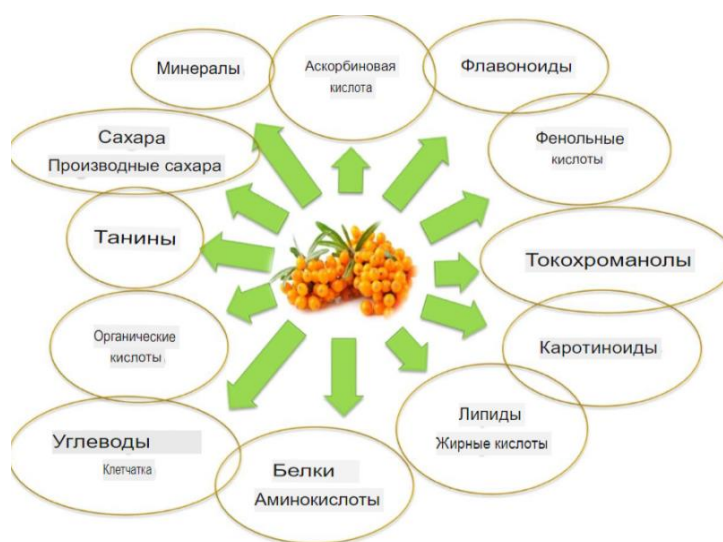 Минералы
Аскорбиновая
кислота
Флавоноиды
Сахара
Производные сахара
Фенольные
кислоты
Танины
Токохроманолы
Органические
кислоты
Каротиноиды
Липиды
Жирные кислоты
Углеводы
Клетчатка
Белки
Аминокислоты